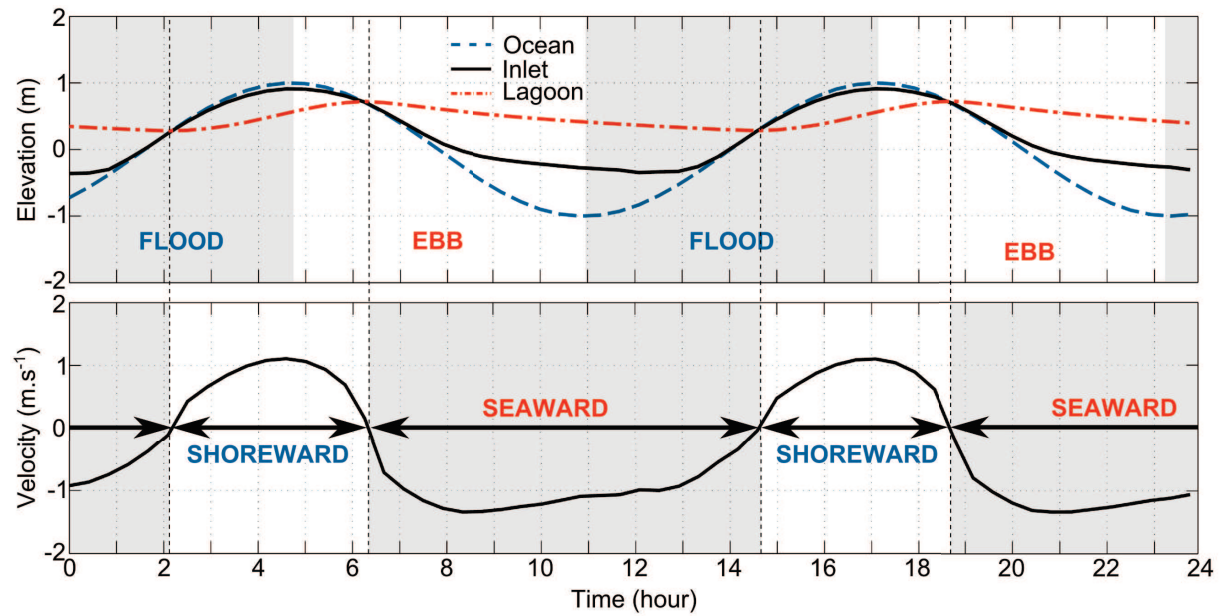 2
1
0
-1
-2
Elevation (m)
Ocean
Inlet
Lagoon
FLOOD
EBB
FLOOD
EBB
2
1
0
-1
-2
Velocity (m.s⁻¹)
SEAWARD
SEAWARD
SHOREWARD
SHOREWARD
0 2 4 6 8 10 12 14 16 18 20 22 24
Time (hour)